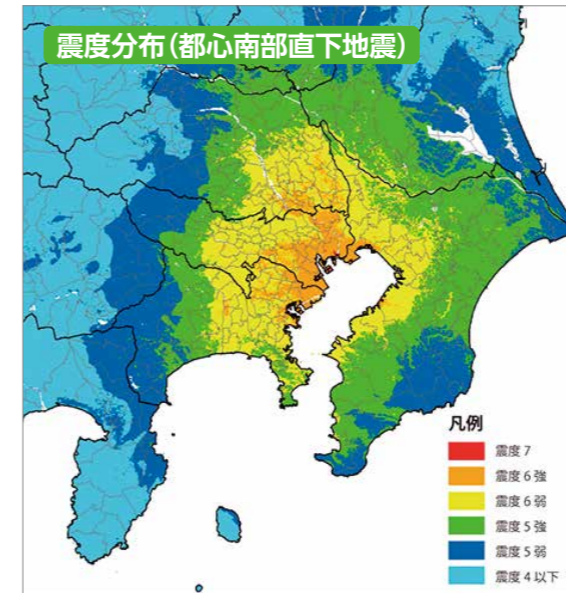 震度分布(都心南部直下地震)
凡例
震度 7
震度 6 強
震度 6 弱
震度 5 強
震度 5 弱
震度 4 以下